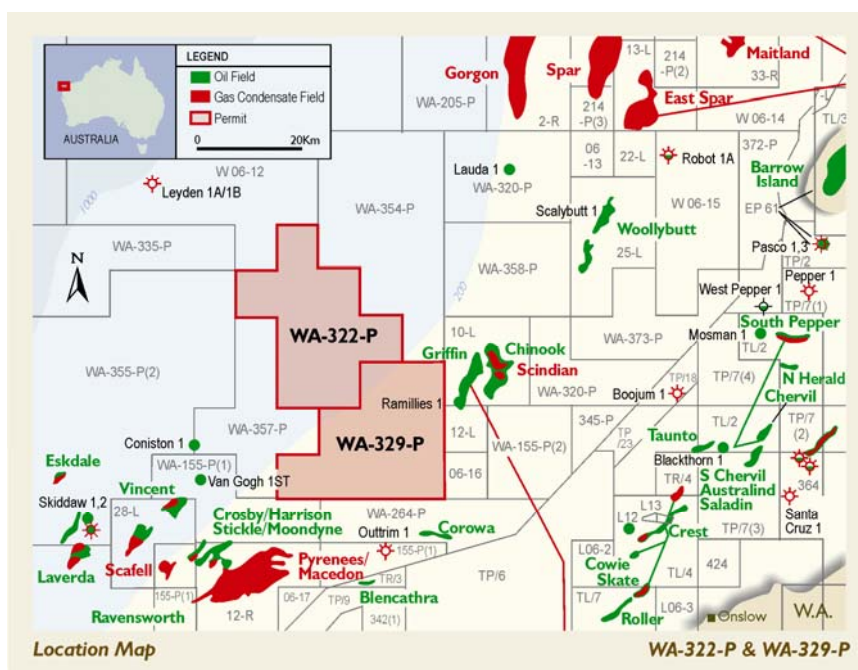 LEGEND
Oil Field
Gas Condensate Field
Permit
0 20Km
AUSTRALIA
Gorgon
Spar
East Spar
Maitland
13-L
214
-P(2)
33-R
WA-205-P
2-R
214
-P(3)
W 06-14
TL/3
W 06-12
Leyden 1A/1B
1000
Lauda 1
WA-320-P
06
-13
22-L
Robot 1A
372-P
Barrow
Island
WA-354-P
Scalybutt 1
Woollybutt
W 06-15
EP 61
25-L
Pasco 1,3
TP/2
WA-335-P
N
WA-358-P
200
West Pepper 1
Pepper 1
TP/7(1)
WA-322-P
10-L
Griffin
Chinook
Scindian
WA-373-P
Mosman 1
South Pepper
TL/2
WA-355-P(2)
Ramillies 1
WA-320-P
Boojum 1
TP/18
TP/7(4)
N Herald
Chervil
WA-357-P
WA-329-P
12-L
WA-155-P(2)
345-P
TP
/23
TL/2
Taunto
TP/7
(2)
Coniston 1
Blackthorn 1
Eskdale
WA-155-P(1)
Van Gogh 1ST
06-16
S Chervil
Australind
Saladin
364
Vincent
Skiddaw 1,2
28-L
WA-264-P
Crosby/Harrison
Stickle/Moondyne
Outtrim 1
155-P(1)
Corowa
TR/4
L13
L12
Crest
TP/7(3)
Santa
Cruz 1
Laverda
Scafell
Pyrenees/
Macedon
TR/3
TP/6
L06-2
Cowie
Skate
TL/4
424
155-P(1)
Ravensworth
12-R
06-17
TP/9
Blencathra
342(1)
TL/7
Roller
L06-3
Onslow
W.A.
Location Map
WA-322-P & WA-329-P